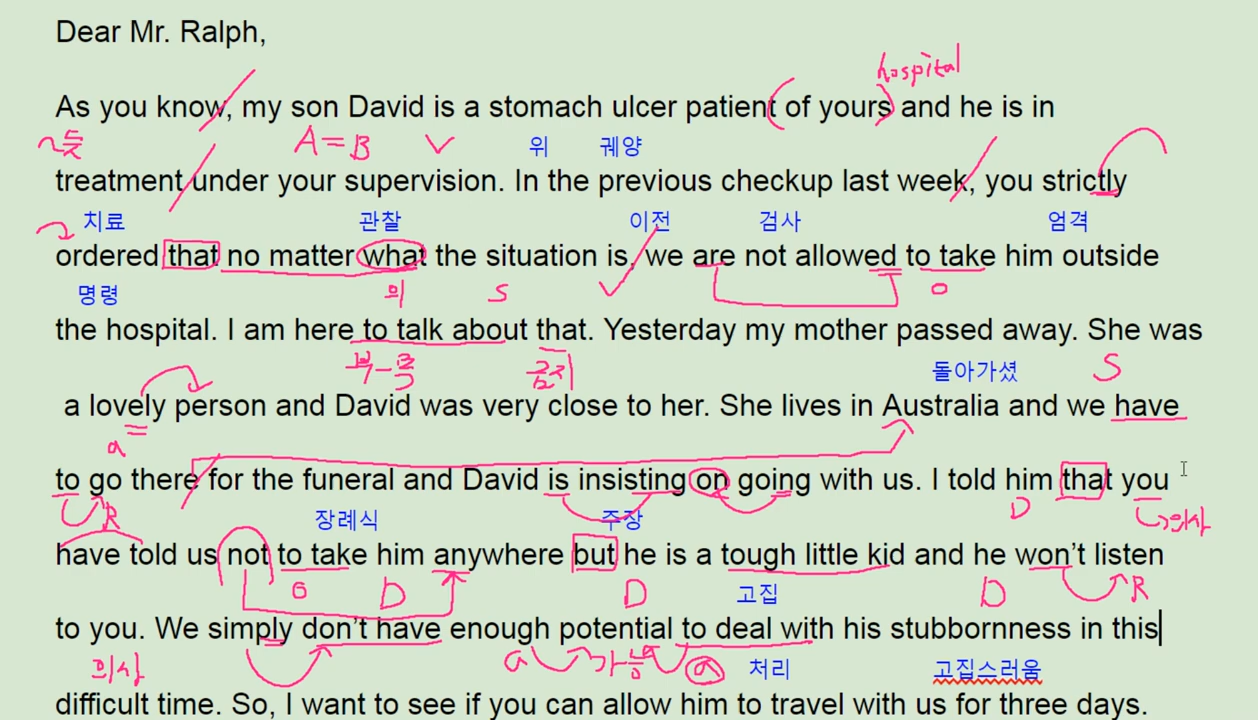 Dear Mr. Ralph,
hospital
As you know, my son David is a stomach ulcer patient (of yours) and he is in
~듯 A=B V 위 궤양
treatment under your supervision. In the previous checkup last week, you strictly
치료 관찰 이전 검사 엄격
ordered that no matter what the situation is, we are not allowed to take him outside
명령 의 S o
the hospital. I am here to talk about that. Yesterday my mother passed away. She was
부-목 금지 돌아가셨 S
a lovely person and David was very close to her. She lives in Australia and we have
a
to go there for the funeral and David is insisting on going with us. I told him that you
R 장례식 주장 D 의사
have told us not to take him anywhere but he is a tough little kid and he won't listen
o D D 고집 D R
to you. We simply don't have enough potential to deal with his stubbornness in this
의사 a 가능 ⓐ 처리 고집스러움
difficult time. So, I want to see if you can allow him to travel with us for three days.